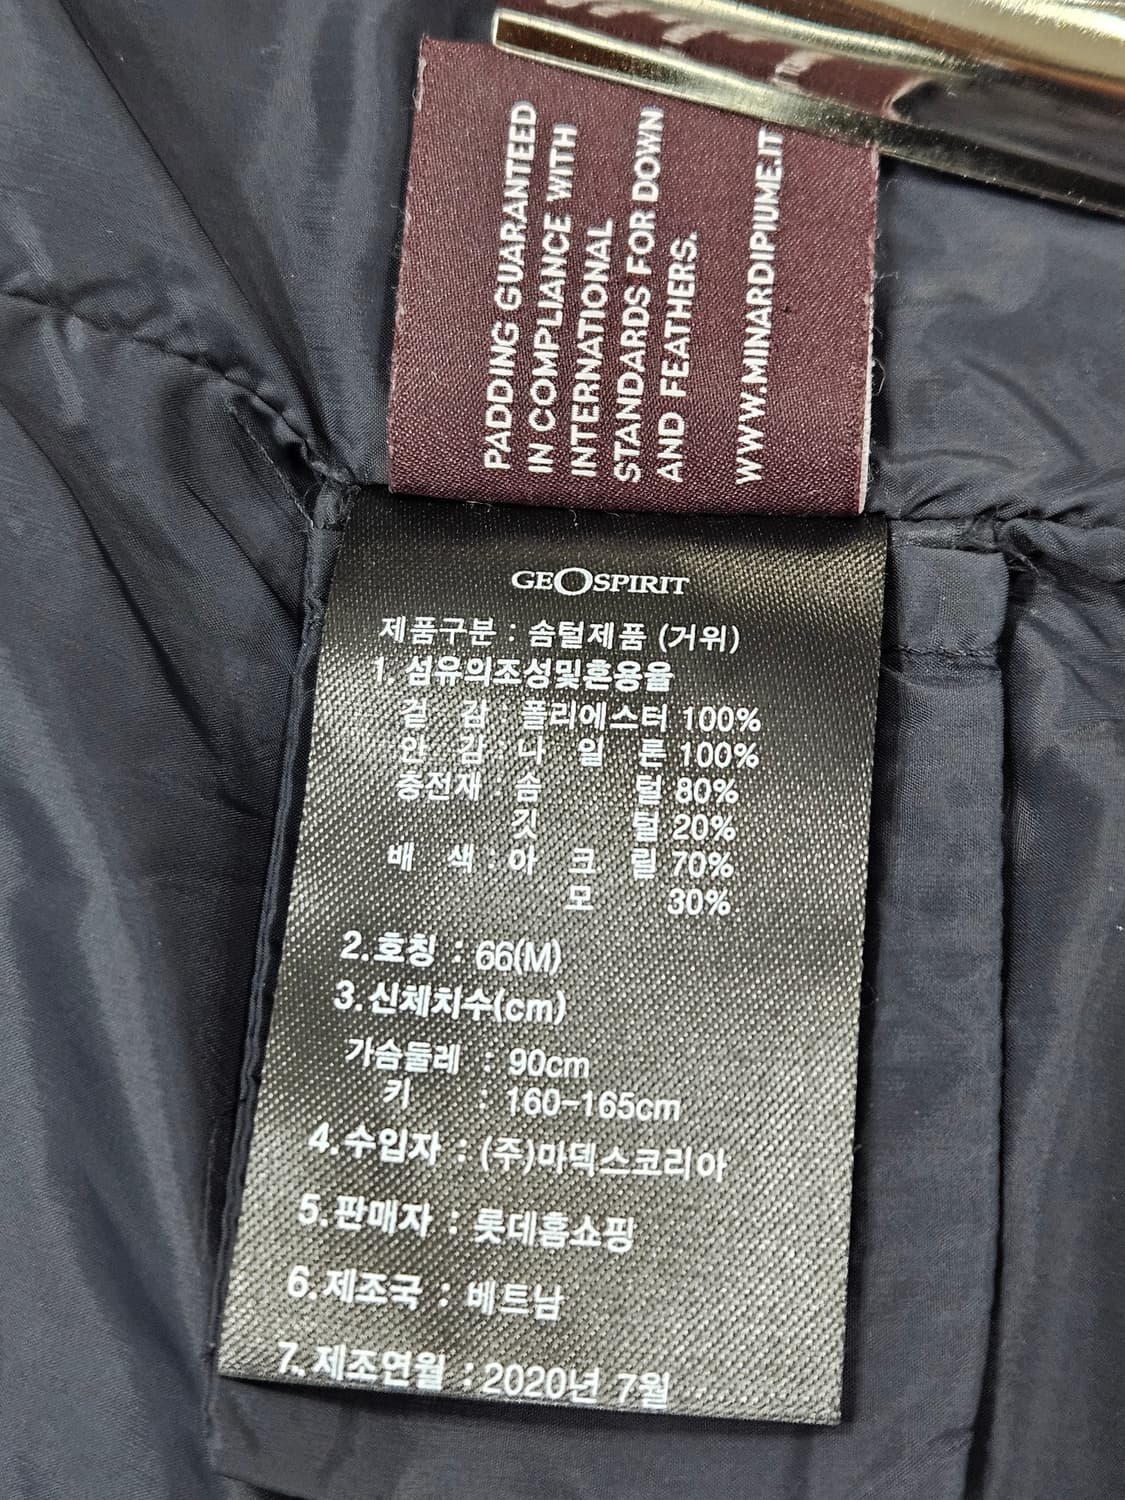 PADDING GUARANTEED
IN COMPLIANCE WITH
INTERNATIONAL
STANDARDS FOR DOWN
AND FEATHERS.
WWW.MINARDIPIUME.IT
GEOSPIRIT
제품구분 : 솜털제품 (거위)
1. 섬유의조성및혼용율
겉 감 : 폴리에스터 100%
안 감 : 나 일 론 100%
충전재 : 솜 털 80%
깃 털 20%
배 색 : 아 크 릴 70%
모 30%
2.호칭 : 66(M)
3.신체치수(cm)
가슴둘레 : 90cm
키 : 160-165cm
4.수입자 : (주)마덱스코리아
5.판매자 : 롯데홈쇼핑
6.제조국 : 베트남
7. 제조연월 : 2020년 7월